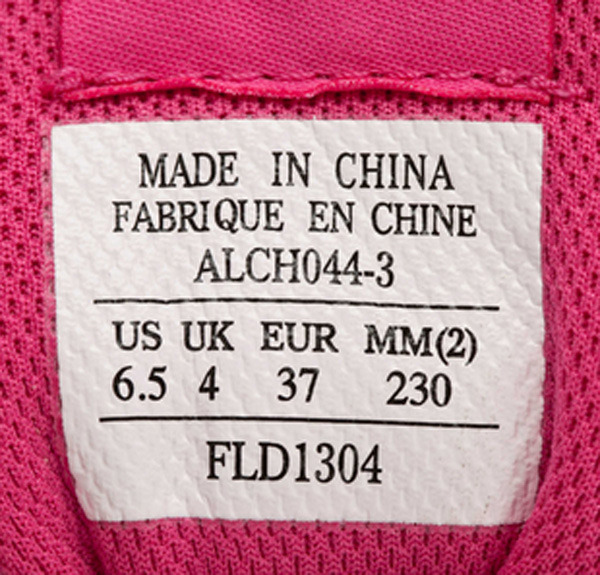 MADE IN CHINA
FABRIQUE EN CHINE
ALCH044-3
US UK EUR MM(2)
6.5 4 37 230
FLD1304